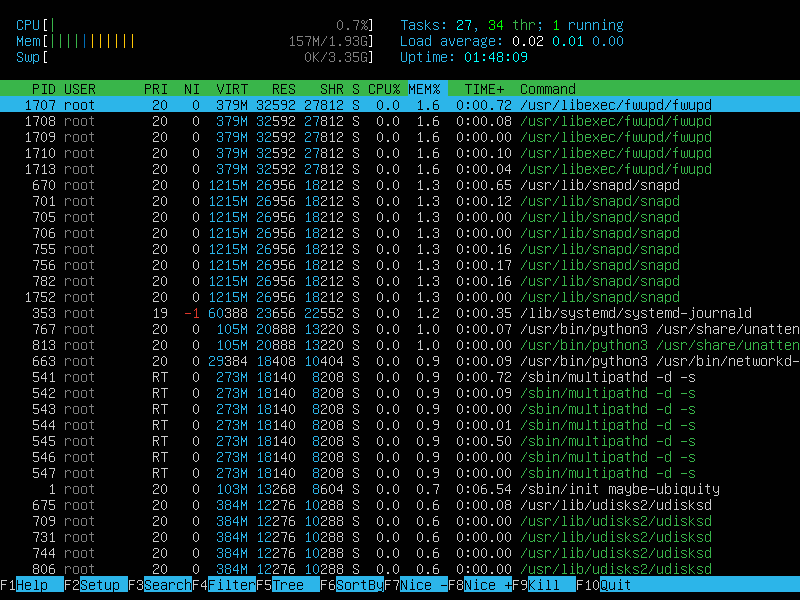 CPU[| 0.7%] Tasks: 27, 34 thr; 1 running
Mem[||||||||||| 157M/1.93G] Load average: 0.02 0.01 0.00
Swp[ 0K/3.35G] Uptime: 01:48:09
PID USER PRI NI VIRT RES SHR S CPU% MEM% TIME+ Command
1707 root 20 0 379M 32592 27812 S 0.0 1.6 0:00.72 /usr/libexec/fwupd/fwupd
1708 root 20 0 379M 32592 27812 S 0.0 1.6 0:00.08 /usr/libexec/fwupd/fwupd
1709 root 20 0 379M 32592 27812 S 0.0 1.6 0:00.00 /usr/libexec/fwupd/fwupd
1710 root 20 0 379M 32592 27812 S 0.0 1.6 0:00.10 /usr/libexec/fwupd/fwupd
1713 root 20 0 379M 32592 27812 S 0.0 1.6 0:00.04 /usr/libexec/fwupd/fwupd
670 root 20 0 1215M 26956 18212 S 0.0 1.3 0:00.65 /usr/lib/snapd/snapd
701 root 20 0 1215M 26956 18212 S 0.0 1.3 0:00.12 /usr/lib/snapd/snapd
705 root 20 0 1215M 26956 18212 S 0.0 1.3 0:00.00 /usr/lib/snapd/snapd
706 root 20 0 1215M 26956 18212 S 0.0 1.3 0:00.00 /usr/lib/snapd/snapd
755 root 20 0 1215M 26956 18212 S 0.0 1.3 0:00.16 /usr/lib/snapd/snapd
756 root 20 0 1215M 26956 18212 S 0.0 1.3 0:00.17 /usr/lib/snapd/snapd
782 root 20 0 1215M 26956 18212 S 0.0 1.3 0:00.16 /usr/lib/snapd/snapd
1752 root 20 0 1215M 26956 18212 S 0.0 1.3 0:00.00 /usr/lib/snapd/snapd
353 root 19 -1 60388 23656 22552 S 0.0 1.2 0:00.35 /lib/systemd/systemd-journald
767 root 20 0 105M 20888 13220 S 0.0 1.0 0:00.07 /usr/bin/python3 /usr/share/unatten
813 root 20 0 105M 20888 13220 S 0.0 1.0 0:00.00 /usr/bin/python3 /usr/share/unatten
663 root 20 0 29384 18408 10404 S 0.0 0.9 0:00.09 /usr/bin/python3 /usr/bin/networkd-
541 root RT 0 273M 18140 8208 S 0.0 0.9 0:00.72 /sbin/multipathd -d -s
542 root RT 0 273M 18140 8208 S 0.0 0.9 0:00.00 /sbin/multipathd -d -s
543 root RT 0 273M 18140 8208 S 0.0 0.9 0:00.00 /sbin/multipathd -d -s
544 root RT 0 273M 18140 8208 S 0.0 0.9 0:00.01 /sbin/multipathd -d -s
545 root RT 0 273M 18140 8208 S 0.0 0.9 0:00.50 /sbin/multipathd -d -s
546 root RT 0 273M 18140 8208 S 0.0 0.9 0:00.00 /sbin/multipathd -d -s
547 root RT 0 273M 18140 8208 S 0.0 0.9 0:00.00 /sbin/multipathd -d -s
1 root 20 0 103M 13268 8604 S 0.0 0.7 0:06.54 /sbin/init maybe-ubiquity
675 root 20 0 384M 12276 10288 S 0.0 0.6 0:00.08 /usr/lib/udisks2/udisksd
709 root 20 0 384M 12276 10288 S 0.0 0.6 0:00.00 /usr/lib/udisks2/udisksd
731 root 20 0 384M 12276 10288 S 0.0 0.6 0:00.00 /usr/lib/udisks2/udisksd
744 root 20 0 384M 12276 10288 S 0.0 0.6 0:00.00 /usr/lib/udisks2/udisksd
806 root 20 0 384M 12276 10288 S 0.0 0.6 0:00.00 /usr/lib/udisks2/udisksd
F1Help F2Setup F3SearchF4FilterF5Tree F6SortByF7Nice -F8Nice +F9Kill F10Quit